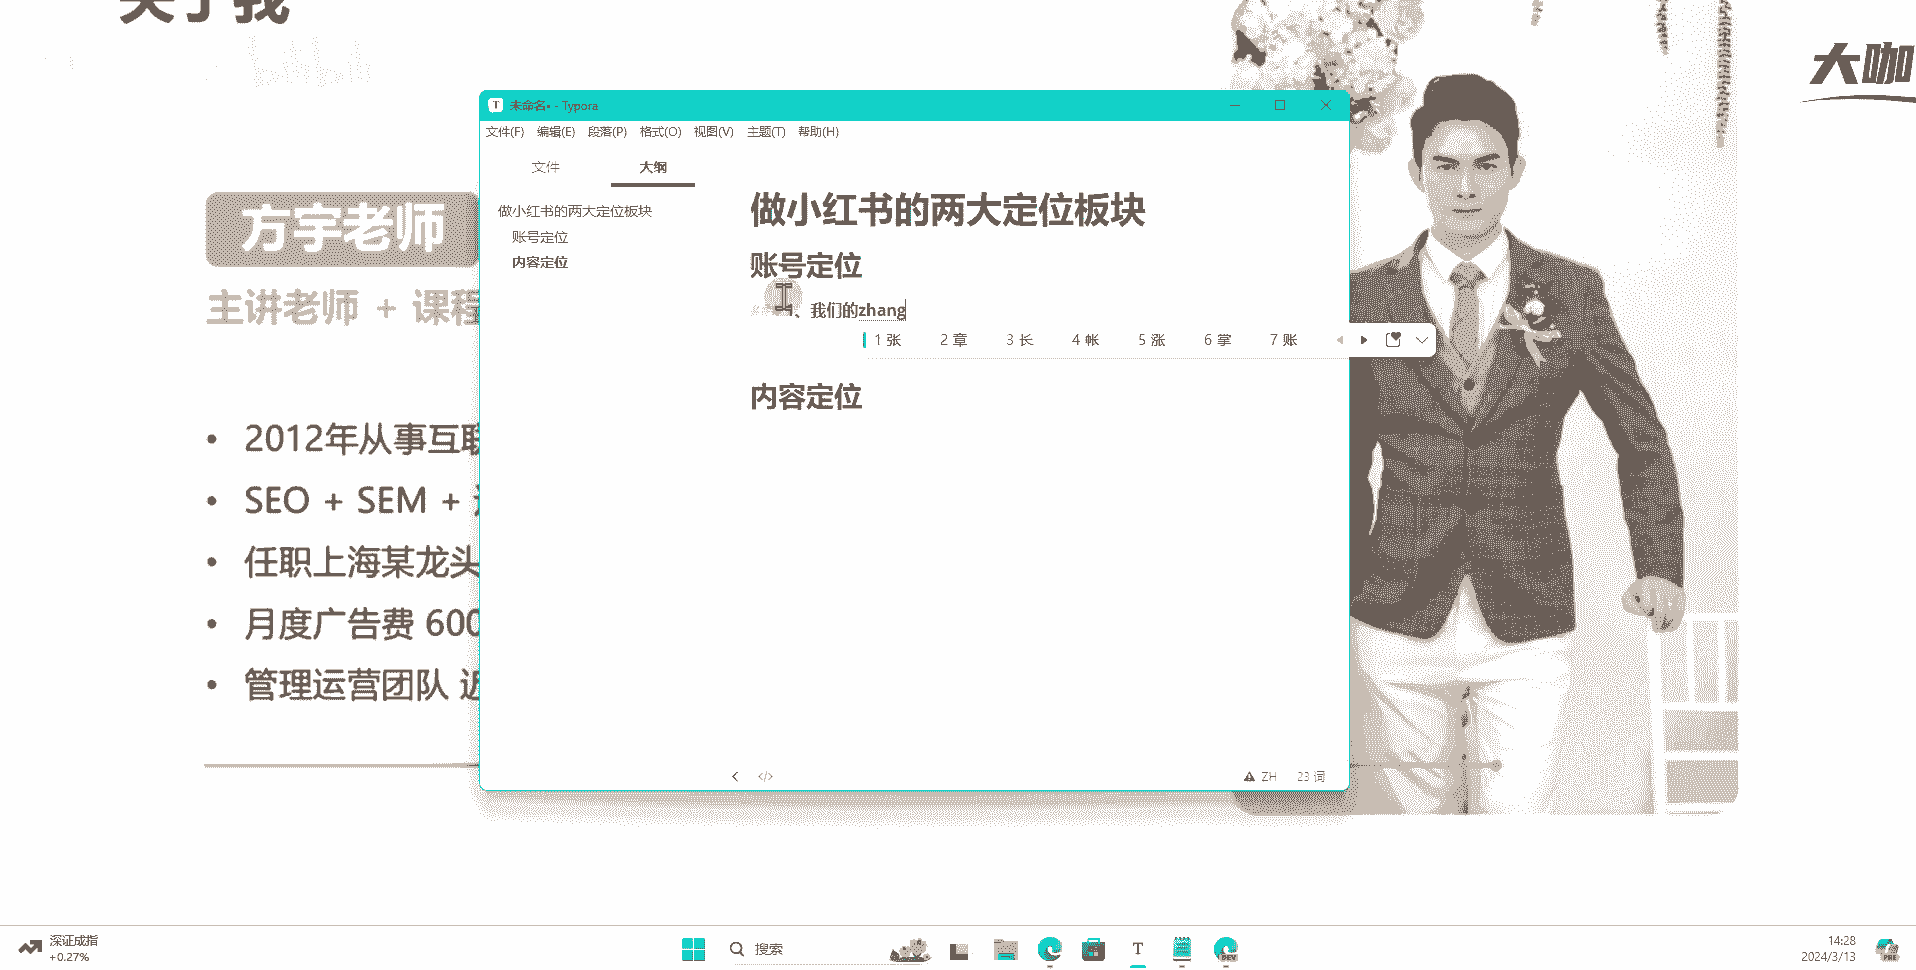 关于我
bilibili
大咖
未命名• - Typora
文件(F) 编辑(E) 段落(P) 格式(O) 视图(V) 主题(T) 帮助(H)
文件 大纲
做小红书的两大定位板块
账号定位
内容定位
做小红书的两大定位板块
账号定位
1、我们的zhang
1 张 2 章 3 长 4 帐 5 涨 6 掌 7 账
内容定位
</> ZH 23 词
方宇老师
主讲老师 + 课程
• 2012年从事互联
• SEO + SEM +
• 任职上海某龙头
• 月度广告费 600
• 管理运营团队 近
深证成指
+0.27%
搜索
T
DEV
14:28
2024/3/13
PRE